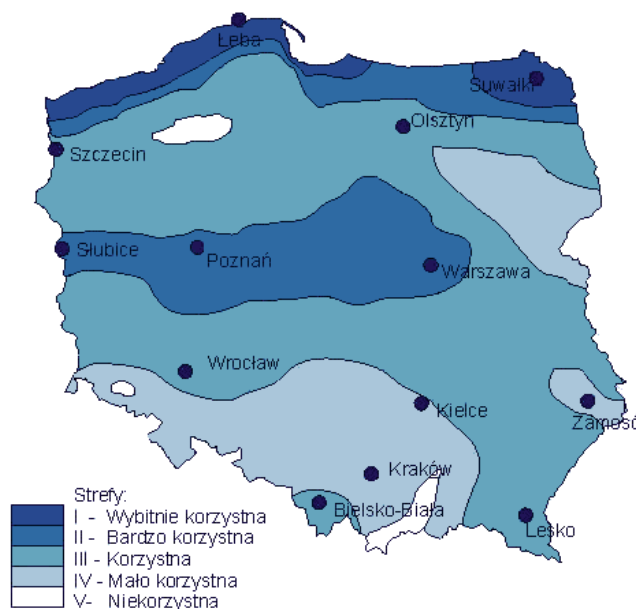 Łeba
Suwałki
Olsztyn
Szczecin
Słubice
Poznań
Warszawa
Wrocław
Kielce
Zamość
Kraków
Bielsko-Biała
Lesko
Strefy:
I - Wybitnie korzystna
II - Bardzo korzystna
III - Korzystna
IV - Mało korzystna
V- Niekorzystna